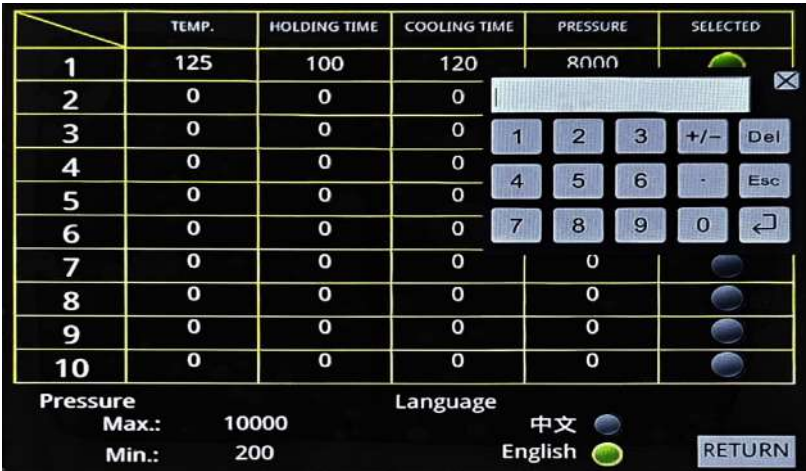 TEMP. HOLDING TIME COOLING TIME PRESSURE SELECTED
1 125 100 120 8000
2 0 0 0
3 0 0 0
4 0 0 0
5 0 0 0
6 0 0 0
7 0 0 0 0
8 0 0 0 0
9 0 0 0 0
10 0 0 0 0
1 2 3 +/- Del
4 5 6 . Esc
7 8 9 0
Pressure Language
Max.: 10000 中文
Min.: 200 English RETURN